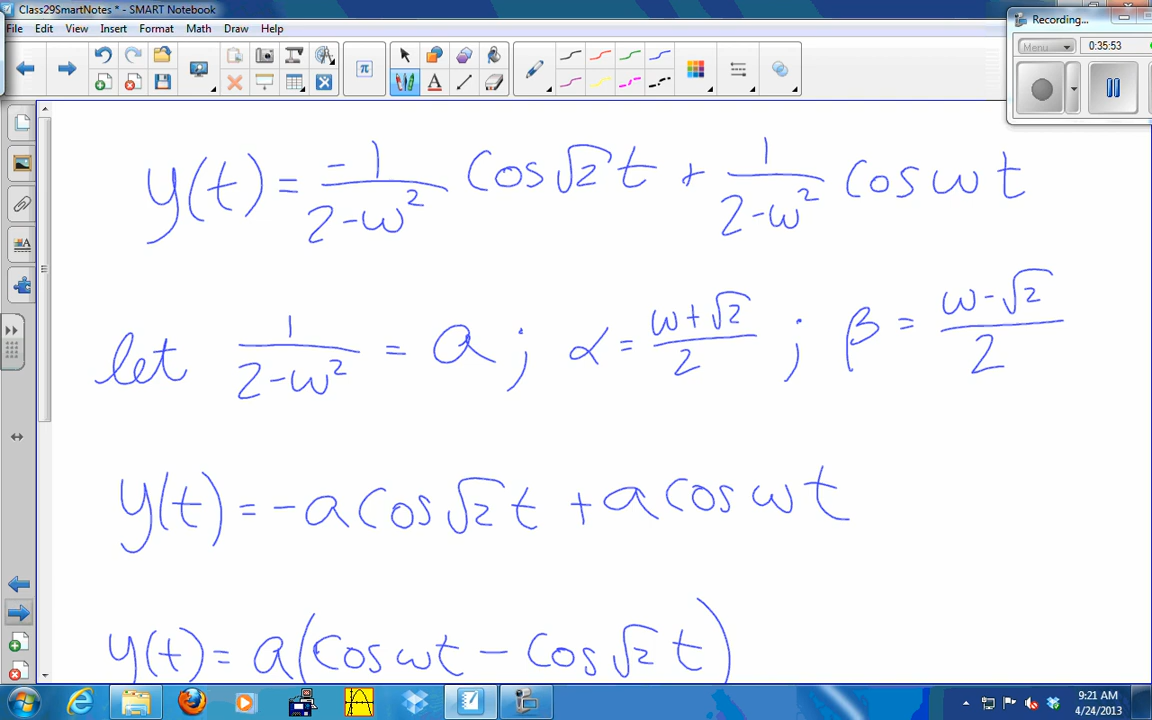 Class29SmartNotes * - SMART Notebook
File Edit View Insert Format Math Draw Help
Recording...
Menu 0:35:53
y(t) = -1/(2-ω²) cos√2 t + 1/(2-ω²) cos ω t
let 1/(2-ω²) = a ; α = (ω+√2)/2 ; β = (ω-√2)/2
y(t) = -a cos√2 t + a cos ω t
y(t) = a(cos ωt - cos√2 t)
9:21 AM
4/24/2013